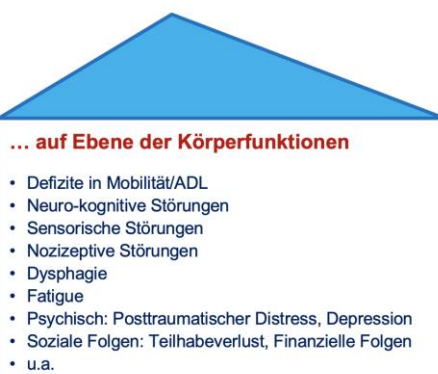 ... auf Ebene der Körperfunktionen
• Defizite in Mobilität/ADL
• Neuro-kognitive Störungen
• Sensorische Störungen
• Nozizeptive Störungen
• Dysphagie
• Fatigue
• Psychisch: Posttraumatischer Distress, Depression
• Soziale Folgen: Teilhabeverlust, Finanzielle Folgen
• u.a.